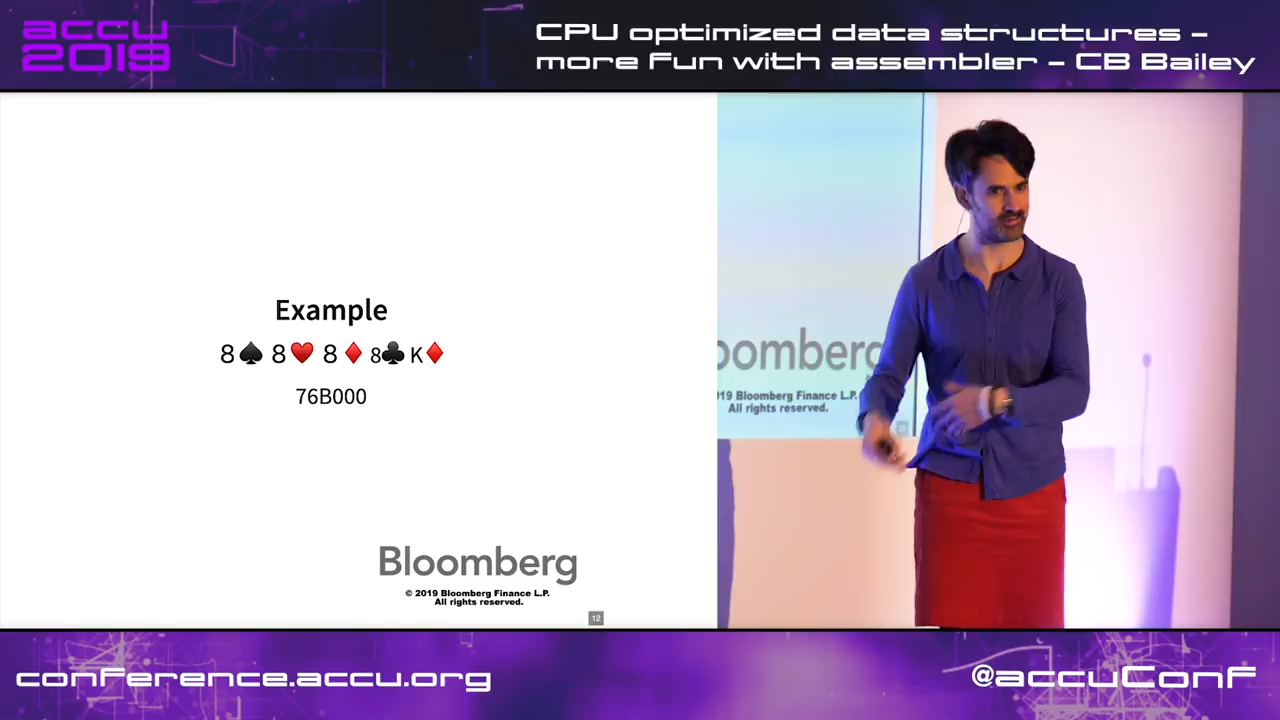 accu
2019
CPU optimized data structures –
more Fun with assembler – CB Bailey
Example
8♠ 8♥ 8♦ 8♣ K♦
76B000
Bloomberg
© 2019 Bloomberg Finance L.P.
All rights reserved.
12
oomberg
19 Bloomberg Finance L.P.
All rights reserved.
conference.accu.org
@accuConf